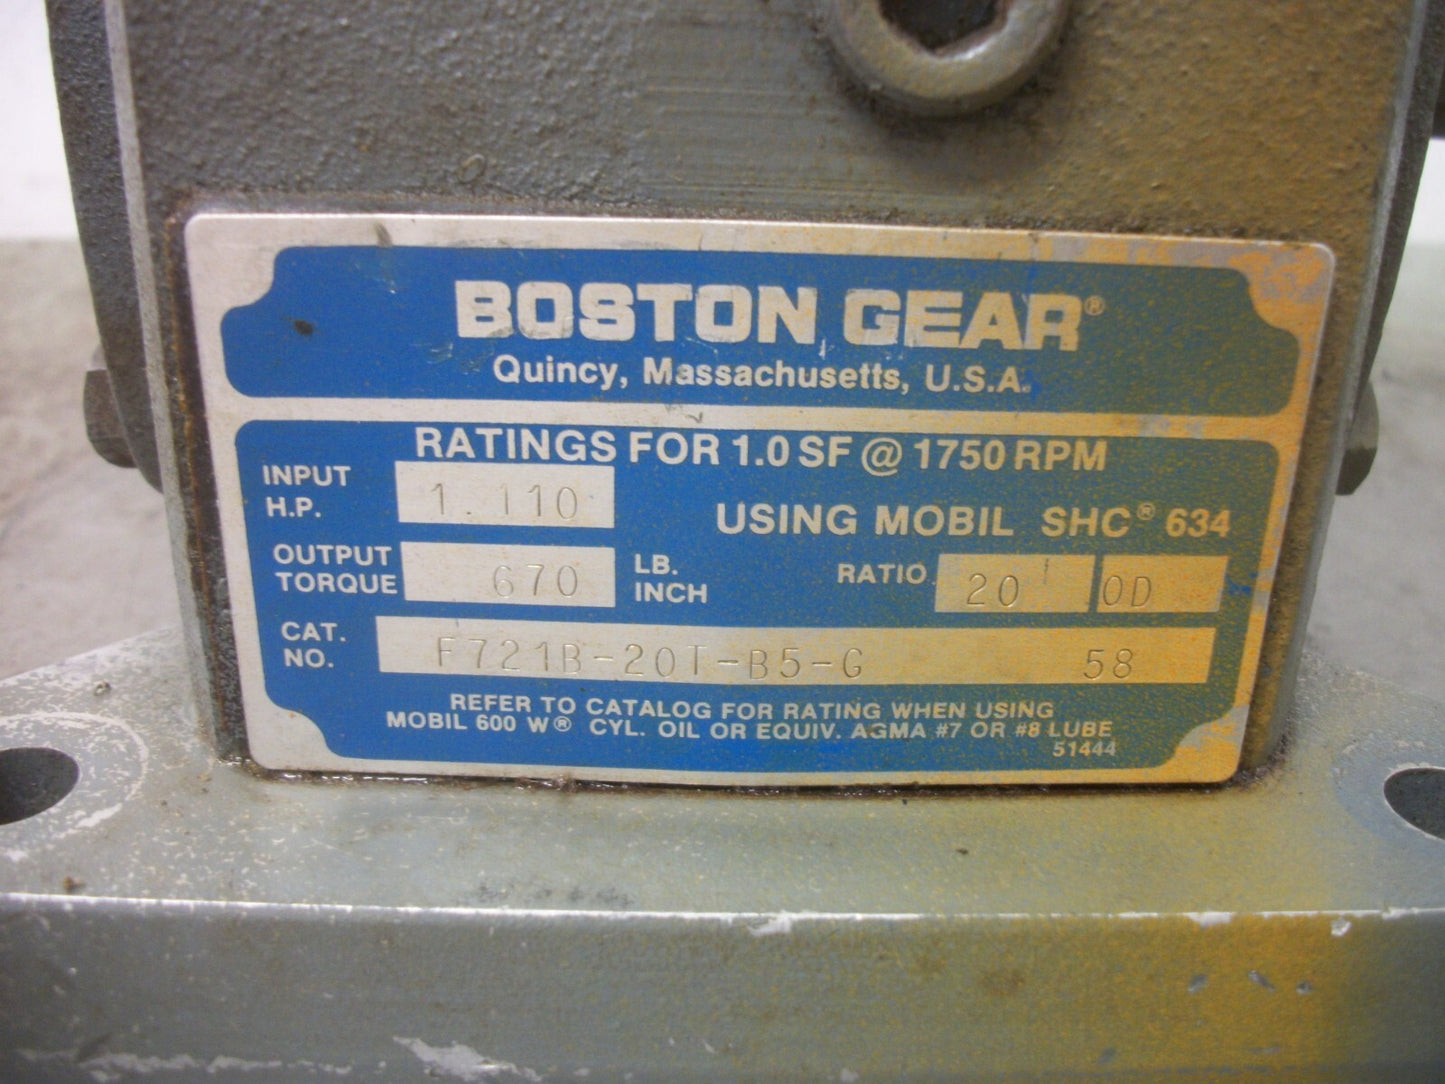 BOSTON GEAR®
Quincy, Massachusetts, U.S.A.
RATINGS FOR 1.0 SF @ 1750 RPM
INPUT H.P. 1.110
USING MOBIL SHC® 634
OUTPUT TORQUE 670 LB. INCH
RATIO 20 0D
CAT. NO. F721B-20T-B5-G 58
REFER TO CATALOG FOR RATING WHEN USING
MOBIL 600 W® CYL. OIL OR EQUIV. AGMA #7 OR #8 LUBE
51444